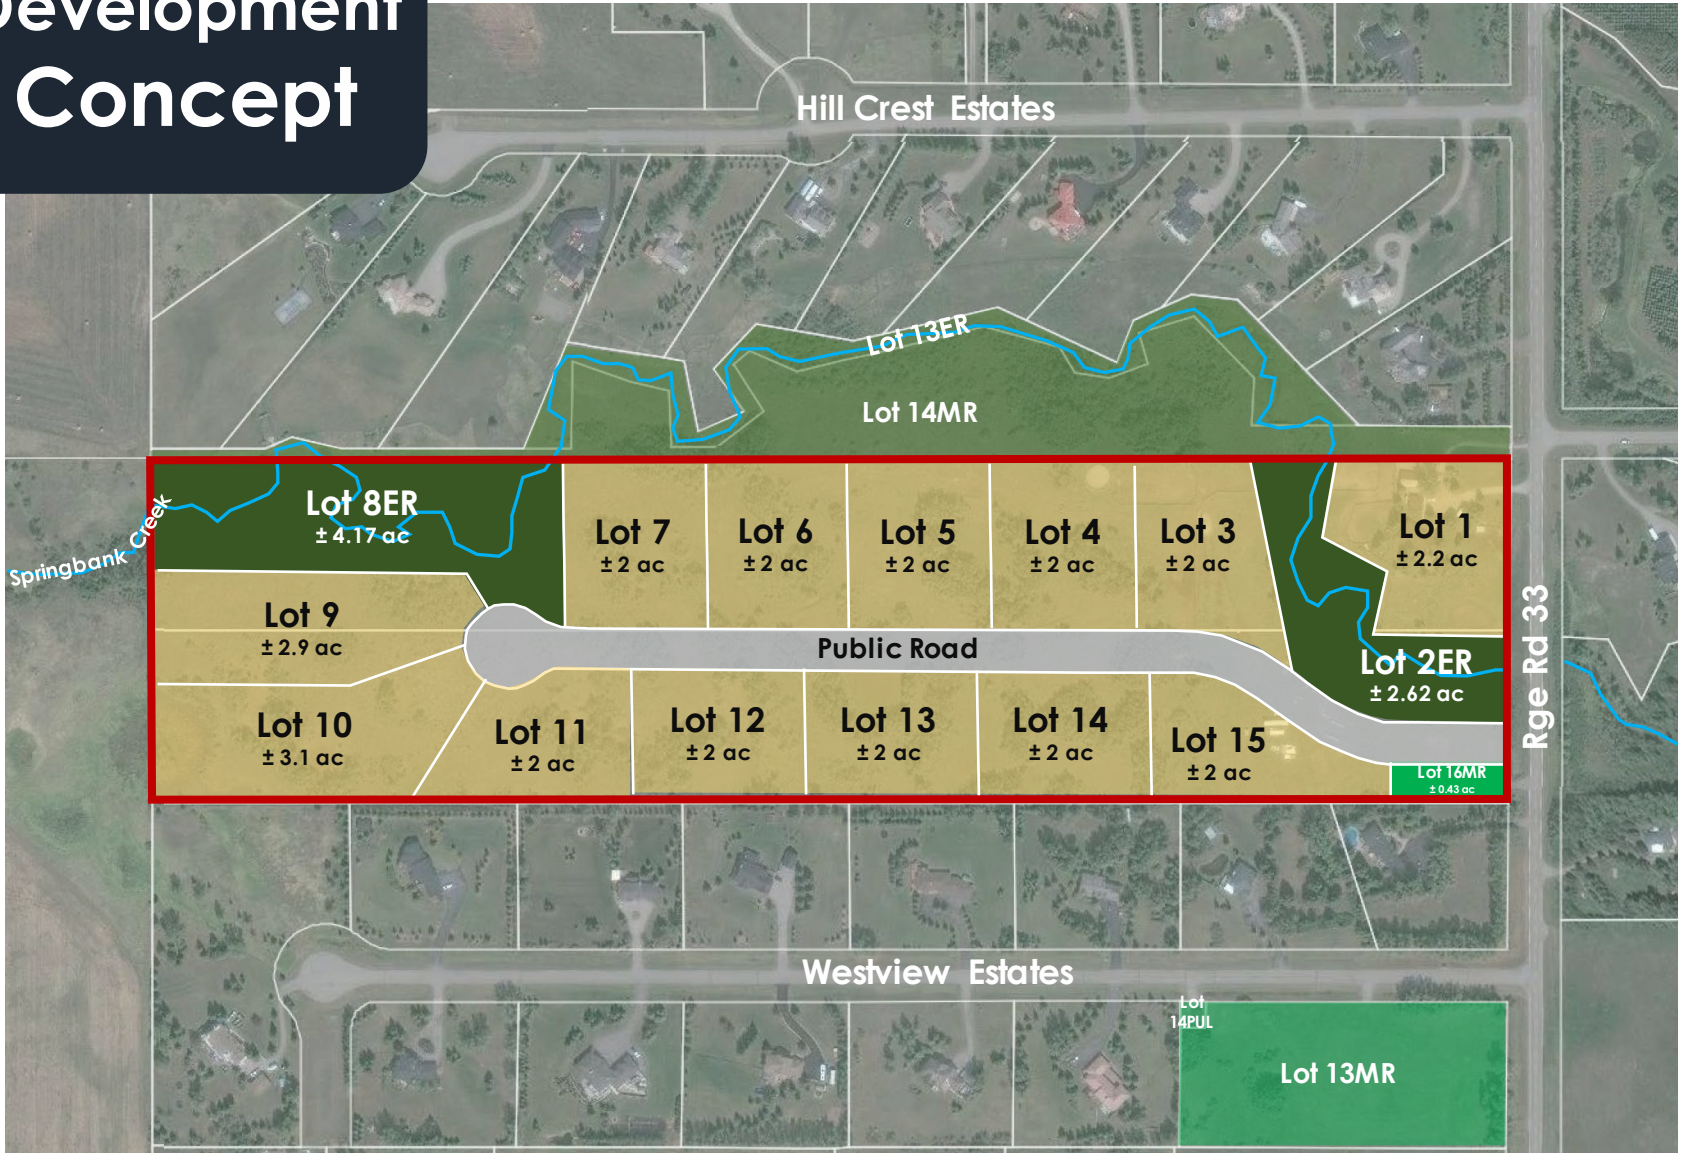 Development
Concept
Hill Crest Estates
Lot 13ER
Lot 14MR
Springbank Creek
Lot 8ER
± 4.17 ac
Lot 7
± 2 ac
Lot 6
± 2 ac
Lot 5
± 2 ac
Lot 4
± 2 ac
Lot 3
± 2 ac
Lot 1
± 2.2 ac
Lot 9
± 2.9 ac
Public Road
Lot 2ER
± 2.62 ac
Rge Rd 33
Lot 10
± 3.1 ac
Lot 11
± 2 ac
Lot 12
± 2 ac
Lot 13
± 2 ac
Lot 14
± 2 ac
Lot 15
± 2 ac
Lot 16MR
± 0.43 ac
Westview Estates
Lot
14PUL
Lot 13MR